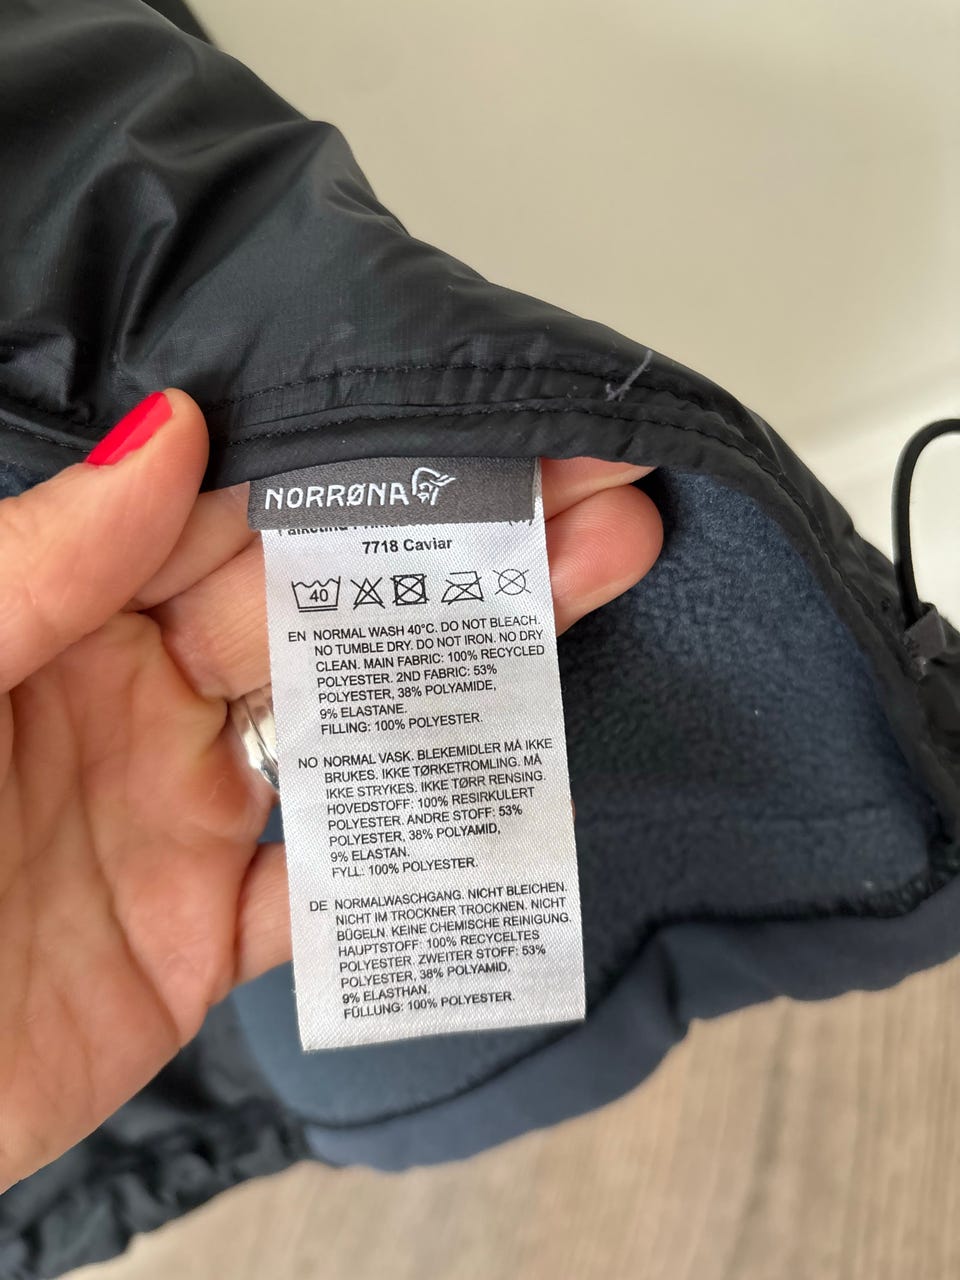 NORRØNA
7718 Caviar
40
EN NORMAL WASH 40°C. DO NOT BLEACH.
NO TUMBLE DRY. DO NOT IRON. NO DRY
CLEAN. MAIN FABRIC: 100% RECYCLED
POLYESTER. 2ND FABRIC: 53%
POLYESTER, 38% POLYAMIDE,
9% ELASTANE.
FILLING: 100% POLYESTER.
NO NORMAL VASK. BLEKEMIDLER MÅ IKKE
BRUKES. IKKE TØRKETROMLING. MÅ
IKKE STRYKES. IKKE TØRR RENSING.
HOVEDSTOFF: 100% RESIRKULERT
POLYESTER. ANDRE STOFF: 53%
POLYESTER, 38% POLYAMID,
9% ELASTAN.
FYLL: 100% POLYESTER.
DE NORMALWASCHGANG. NICHT BLEICHEN.
NICHT IM TROCKNER TROCKNEN. NICHT
BÜGELN. KEINE CHEMISCHE REINIGUNG.
HAUPTSTOFF: 100% RECYCELTES
POLYESTER. ZWEITER STOFF: 53%
POLYESTER, 38% POLYAMID,
9% ELASTHAN.
FÜLLUNG: 100% POLYESTER.